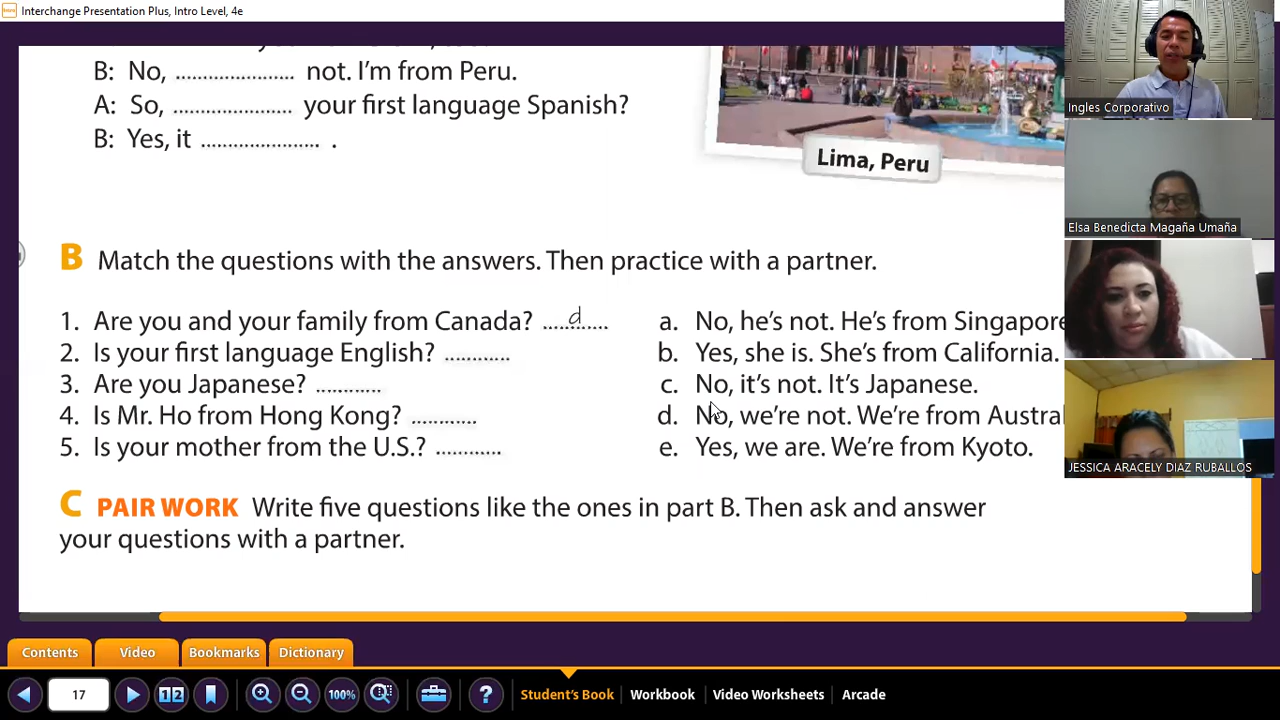 Interchange Presentation Plus, Intro Level, 4e
B: No, ..................... not. I'm from Peru.
A: So, ..................... your first language Spanish?
B: Yes, it ..................... .
Lima, Peru
B Match the questions with the answers. Then practice with a partner.
1. Are you and your family from Canada? d
2. Is your first language English? ............
3. Are you Japanese? ............
4. Is Mr. Ho from Hong Kong? ............
5. Is your mother from the U.S.? ............
a. No, he's not. He's from Singapore
b. Yes, she is. She's from California.
c. No, it's not. It's Japanese.
d. No, we're not. We're from Austral
e. Yes, we are. We're from Kyoto.
C PAIR WORK Write five questions like the ones in part B. Then ask and answer
your questions with a partner.
Ingles Corporativo
Elsa Benedicta Magaña Umaña
JESSICA ARACELY DIAZ RUBALLOS
Contents Video Bookmarks Dictionary
17 1 2 100% ? Student's Book Workbook Video Worksheets Arcade